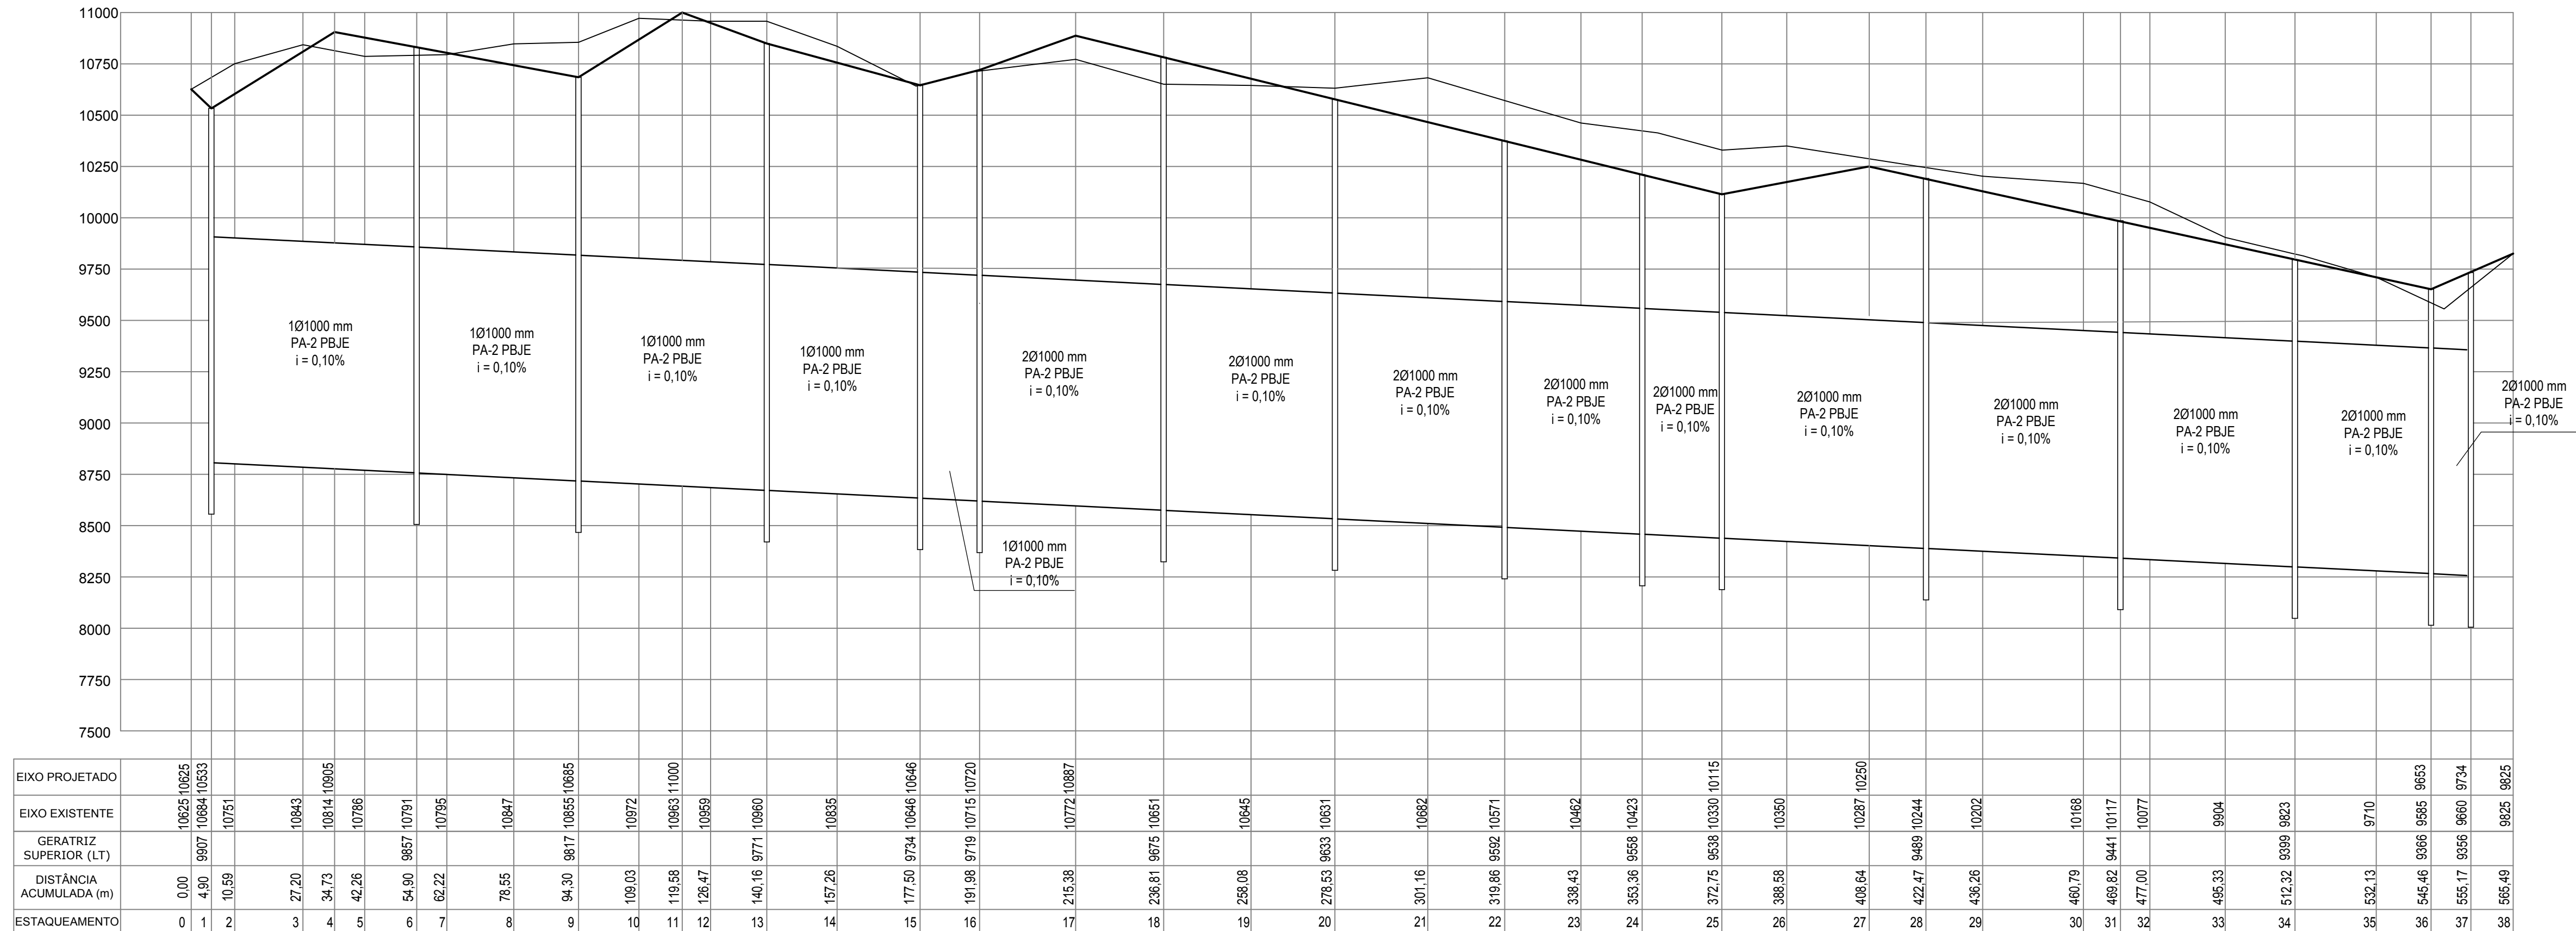 11000
10750
10500
10250
10000
9750
9500
9250
9000
8750
8500
8250
8000
7750
7500
1Ø1000 mm
PA-2 PBJE
i = 0,10%
1Ø1000 mm
PA-2 PBJE
i = 0,10%
1Ø1000 mm
PA-2 PBJE
i = 0,10%
1Ø1000 mm
PA-2 PBJE
i = 0,10%
1Ø1000 mm
PA-2 PBJE
i = 0,10%
2Ø1000 mm
PA-2 PBJE
i = 0,10%
2Ø1000 mm
PA-2 PBJE
i = 0,10%
2Ø1000 mm
PA-2 PBJE
i = 0,10%
2Ø1000 mm
PA-2 PBJE
i = 0,10%
2Ø1000 mm
PA-2 PBJE
i = 0,10%
2Ø1000 mm
PA-2 PBJE
i = 0,10%
2Ø1000 mm
PA-2 PBJE
i = 0,10%
2Ø1000 mm
PA-2 PBJE
i = 0,10%
2Ø1000 mm
PA-2 PBJE
i = 0,10%
2Ø1000 mm
PA-2 PBJE
i = 0,10%
EIXO PROJETADO 10625 10533 10905 10685 11000 10646 10720 10887 10115 10250 9653 9734 9825
EIXO EXISTENTE 10625 10684 10751 10843 10814 10786 10791 10795 10847 10855 10972 10963 10959 10960 10835 10646 10715 10772 10651 10645 10631 10682 10571 10462 10423 10330 10350 10287 10244 10202 10168 10117 10077 9904 9823 9710 9585 9660 9825
GERATRIZ
SUPERIOR (LT) 9907 9857 9817 9771 9734 9719 9675 9633 9592 9558 9538 9489 9441 9399 9366 9356
DISTÂNCIA
ACUMULADA (m) 0,00 4,90 10,59 27,20 34,73 42,26 54,90 62,22 78,55 94,30 109,03 119,58 126,47 140,16 157,26 177,50 191,98 215,38 236,81 258,08 278,53 301,16 319,86 338,43 353,36 372,75 388,58 408,64 422,47 436,26 460,79 469,82 477,00 495,33 512,32 532,13 545,46 555,17 565,49
ESTAQUEAMENTO 0 1 2 3 4 5 6 7 8 9 10 11 12 13 14 15 16 17 18 19 20 21 22 23 24 25 26 27 28 29 30 31 32 33 34 35 36 37 38